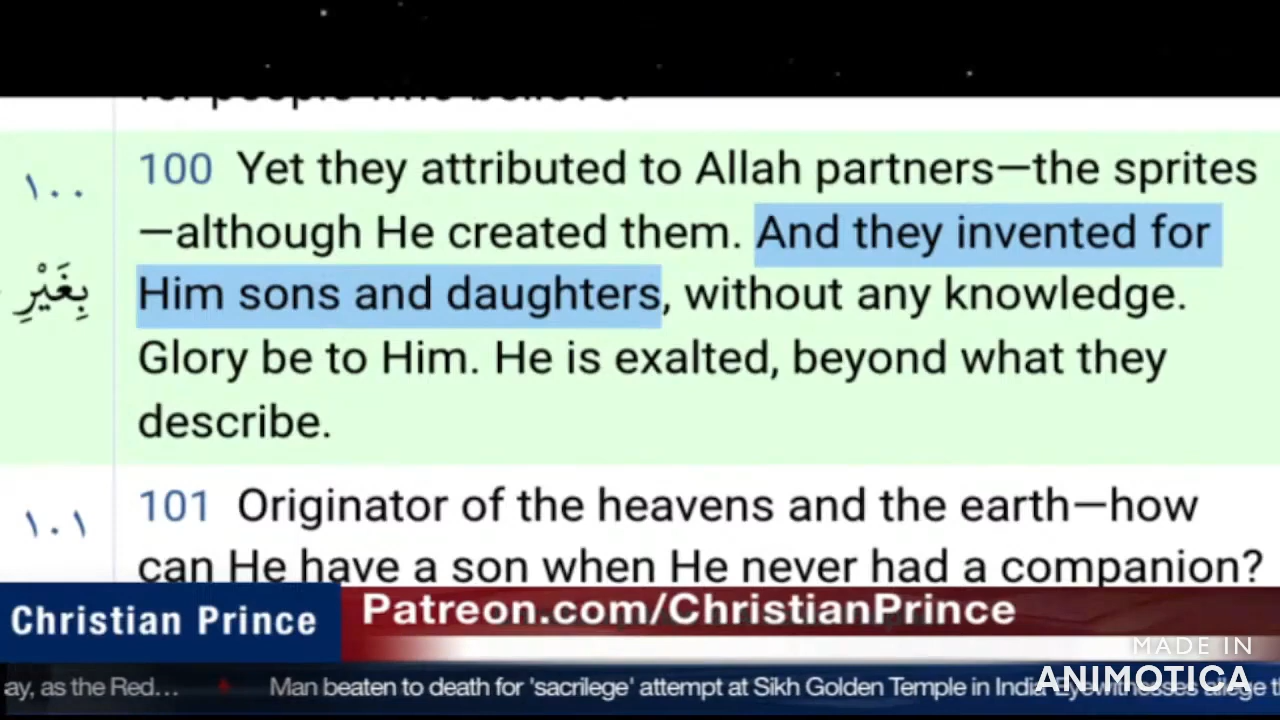 100 Yet they attributed to Allah partners—the sprites
١٠٠
—although He created them. And they invented for
بِغَيْرِ
Him sons and daughters, without any knowledge.
Glory be to Him. He is exalted, beyond what they
describe.
101 Originator of the heavens and the earth—how
١٠١
can He have a son when He never had a companion?
Christian Prince
Patreon.com/ChristianPrince
MADE IN
ANIMOTICA
ay, as the Red... Man beaten to death for 'sacrilege' attempt at Sikh Golden Temple in India Eyewitnesses allege